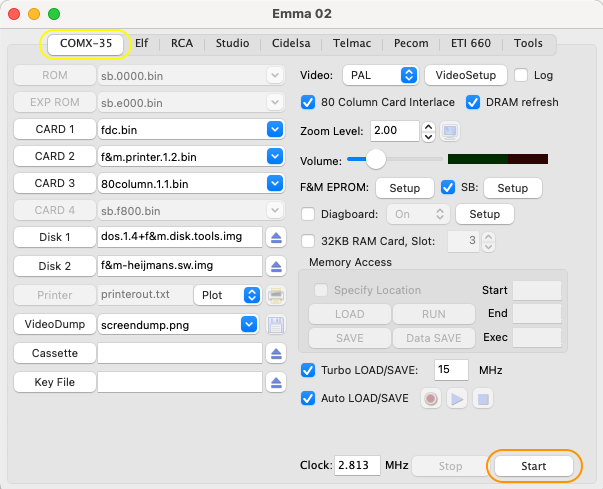 Emma 02
COMX-35 Elf RCA Studio Cidelsa Telmac Pecom ETI 660 Tools
ROM sb.0000.bin Video: PAL VideoSetup Log
EXP ROM sb.e000.bin 80 Column Card Interlace DRAM refresh
CARD 1 fdc.bin Zoom Level: 2.00
CARD 2 f&m.printer.1.2.bin Volume:
CARD 3 80column.1.1.bin F&M EPROM: Setup SB: Setup
CARD 4 sb.f800.bin Diagboard: On Setup
Disk 1 dos.1.4+f&m.disk.tools.img 32KB RAM Card, Slot: 3
Disk 2 f&m-heijmans.sw.img Memory Access
Printer printerout.txt Plot Specify Location Start
VideoDump screendump.png LOAD RUN End
SAVE Data SAVE Exec
Cassette
Turbo LOAD/SAVE: 15 MHz
Key File
Auto LOAD/SAVE
Clock: 2.813 MHz Stop Start